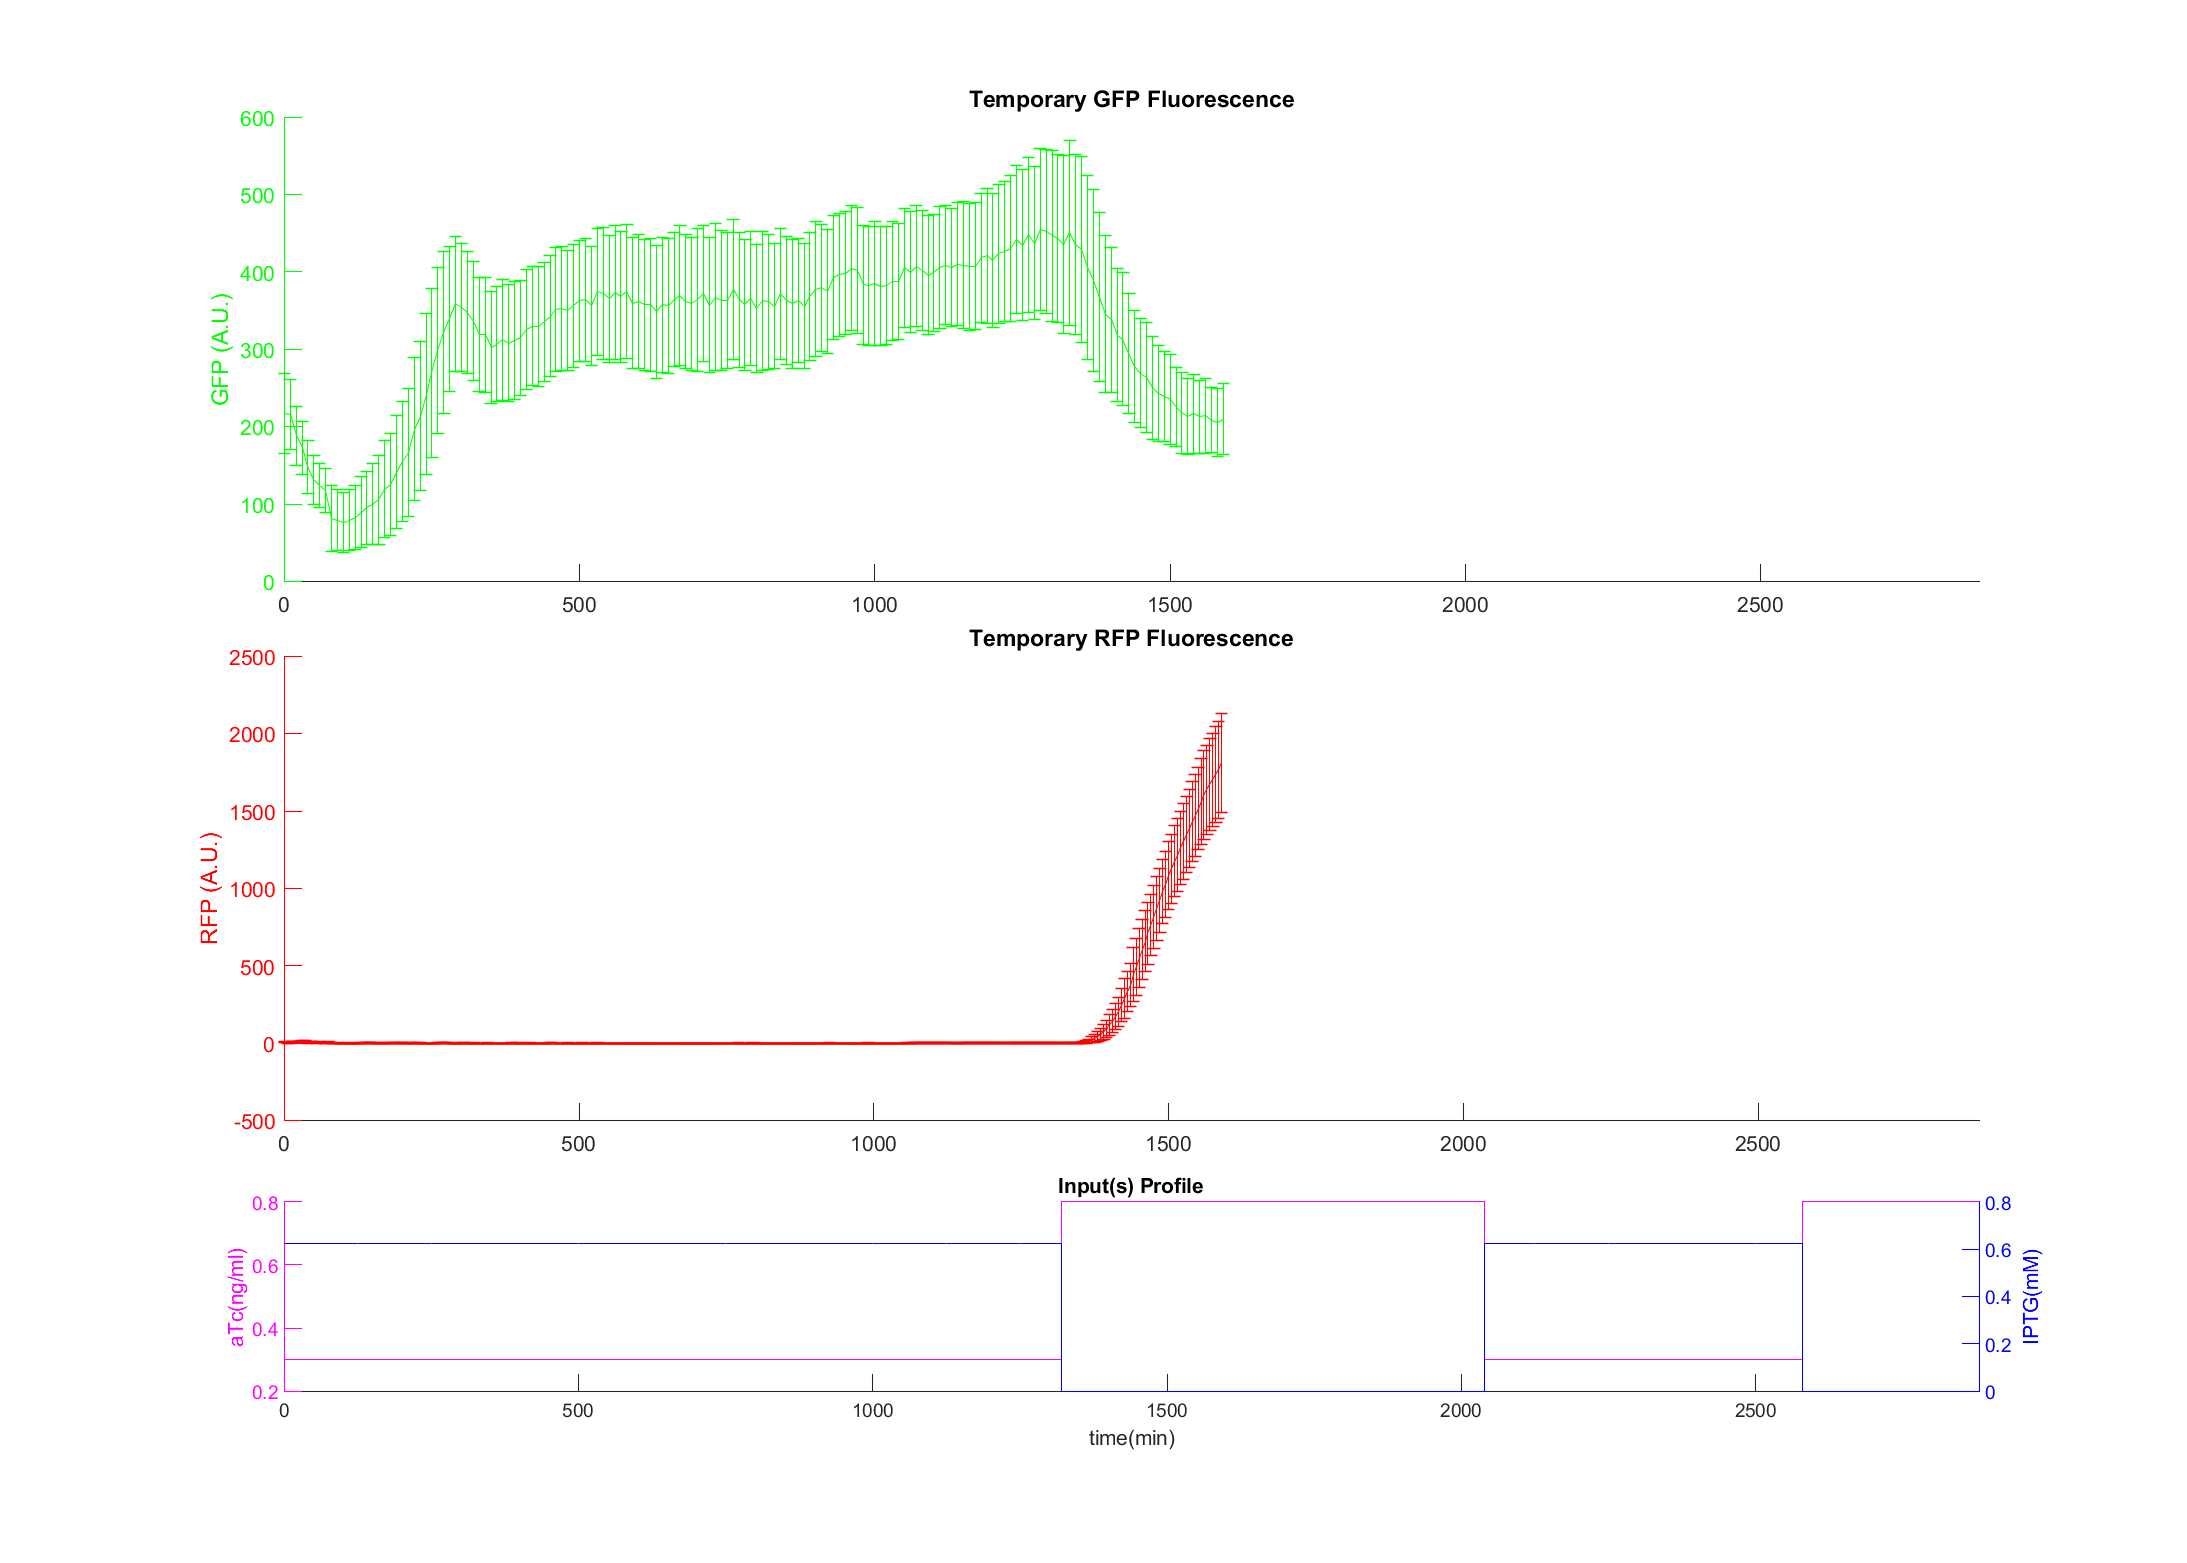 Temporary GFP Fluorescence
600
500
400
300
200
100
0
GFP (A.U.)
0 500 1000 1500 2000 2500
Temporary RFP Fluorescence
2500
2000
1500
1000
500
0
-500
RFP (A.U.)
0 500 1000 1500 2000 2500
Input(s) Profile
0.8
0.6
0.4
0.2
aTc(ng/ml)
0.8
0.6
0.4
0.2
0
IPTG(mM)
0 500 1000 1500 2000 2500
time(min)